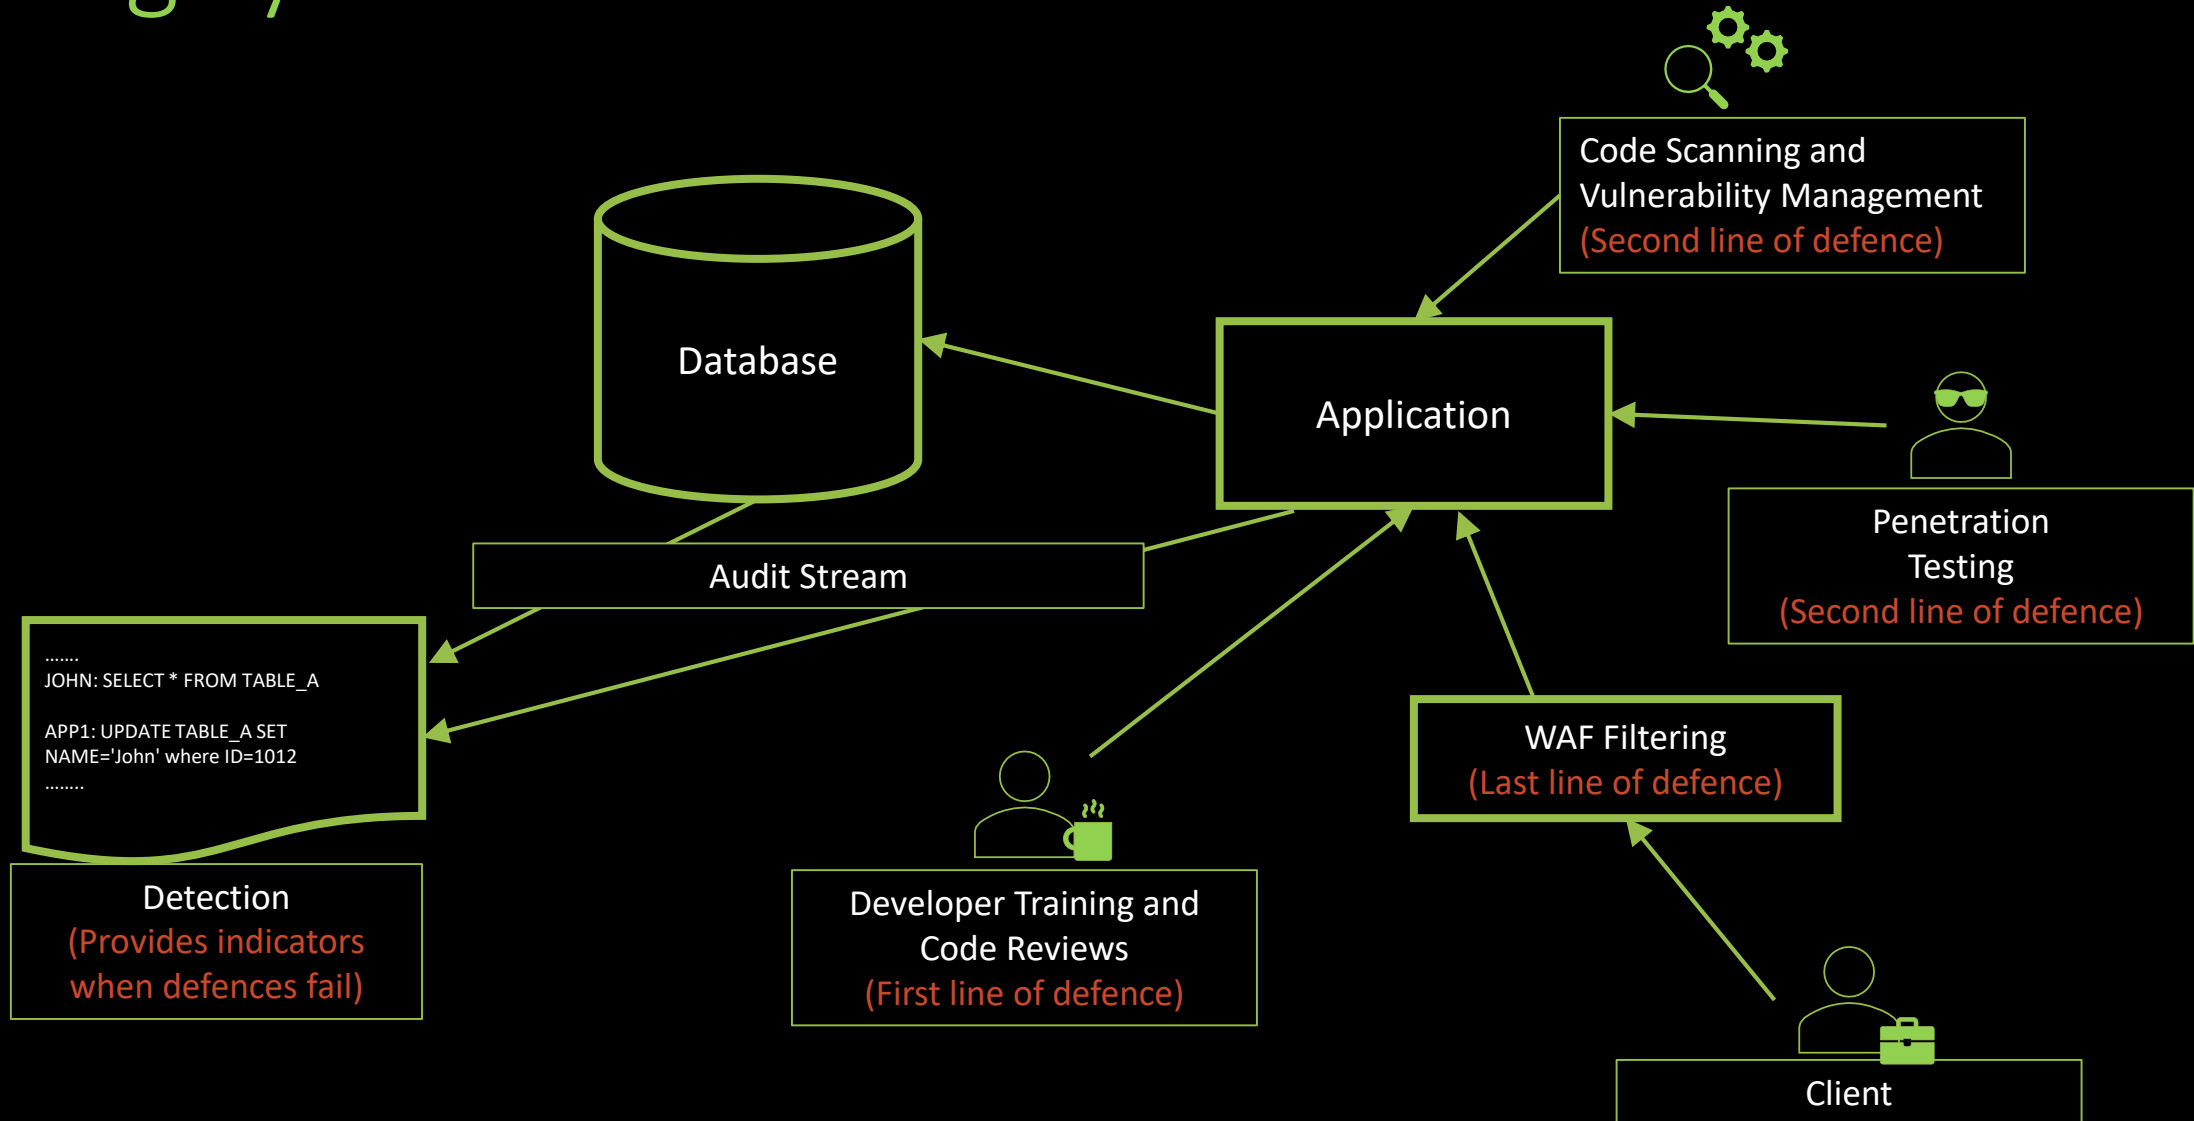 Code Scanning and
Vulnerability Management
(Second line of defence)
Database
Application
Penetration
Testing
(Second line of defence)
Audit Stream
.......
JOHN: SELECT * FROM TABLE_A
APP1: UPDATE TABLE_A SET
NAME='John' where ID=1012
........
WAF Filtering
(Last line of defence)
Detection
(Provides indicators
when defences fail)
Developer Training and
Code Reviews
(First line of defence)
Client